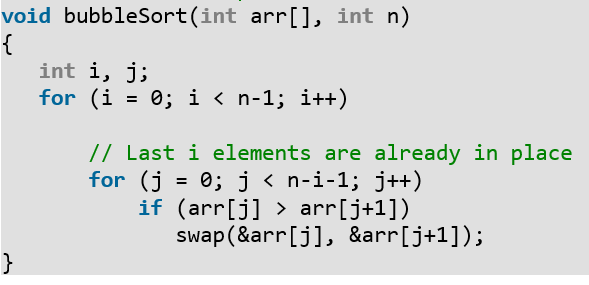 void bubbleSort(int arr[], int n)
{
int i, j;
for (i = 0; i < n-1; i++)
// Last i elements are already in place
for (j = 0; j < n-i-1; j++)
if (arr[j] > arr[j+1])
swap(&arr[j], &arr[j+1]);
}